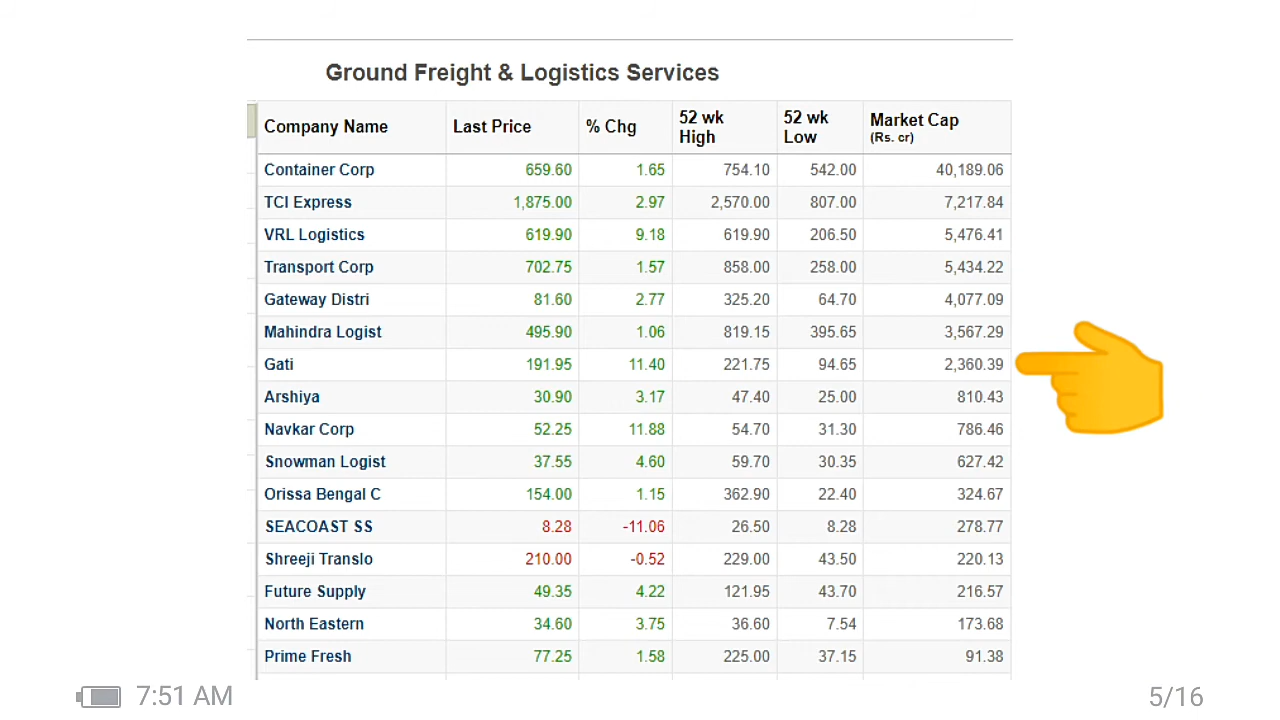 Ground Freight & Logistics Services
Company Name Last Price % Chg 52 wk High 52 wk Low Market Cap (Rs. cr)
Container Corp 659.60 1.65 754.10 542.00 40,189.06
TCI Express 1,875.00 2.97 2,570.00 807.00 7,217.84
VRL Logistics 619.90 9.18 619.90 206.50 5,476.41
Transport Corp 702.75 1.57 858.00 258.00 5,434.22
Gateway Distri 81.60 2.77 325.20 64.70 4,077.09
Mahindra Logist 495.90 1.06 819.15 395.65 3,567.29
Gati 191.95 11.40 221.75 94.65 2,360.39
Arshiya 30.90 3.17 47.40 25.00 810.43
Navkar Corp 52.25 11.88 54.70 31.30 786.46
Snowman Logist 37.55 4.60 59.70 30.35 627.42
Orissa Bengal C 154.00 1.15 362.90 22.40 324.67
SEACOAST SS 8.28 -11.06 26.50 8.28 278.77
Shreeji Translo 210.00 -0.52 229.00 43.50 220.13
Future Supply 49.35 4.22 121.95 43.70 216.57
North Eastern 34.60 3.75 36.60 7.54 173.68
Prime Fresh 77.25 1.58 225.00 37.15 91.38
7:51 AM 5/16